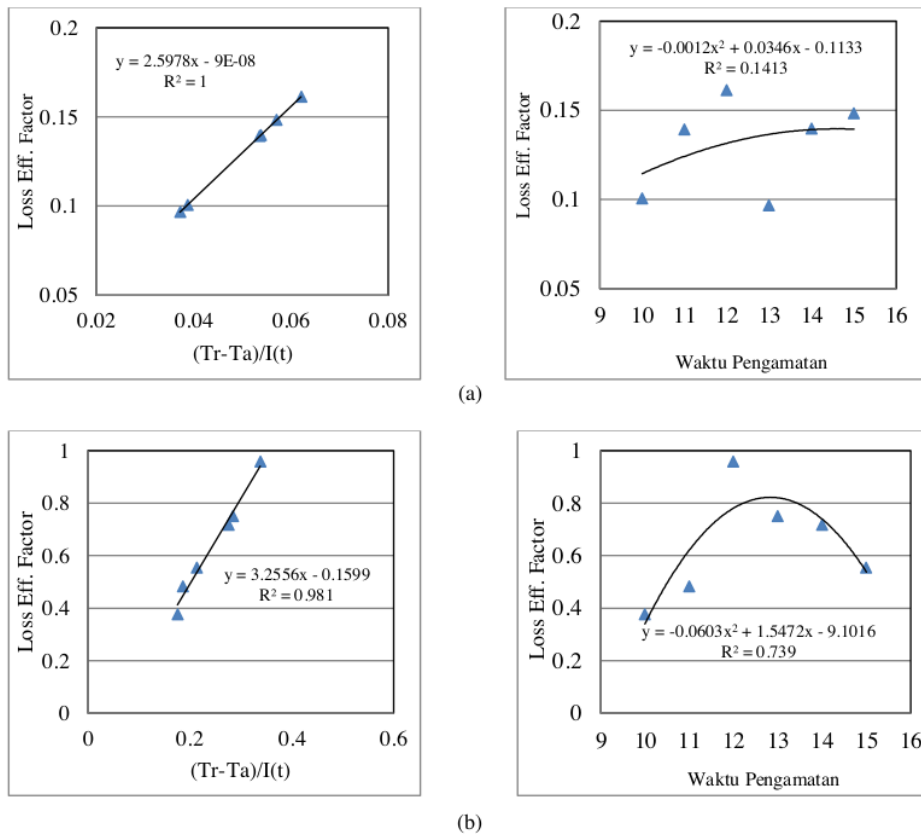 0.2
0.15
0.1
0.05
Loss Eff. Factor
y = 2.5978x - 9E-08
R² = 1
0.02 0.04 0.06 0.08
(Tr-Ta)/I(t)
0.2
0.15
0.1
0.05
Loss Eff. Factor
y = -0.0012x² + 0.0346x - 0.1133
R² = 0.1413
9 10 11 12 13 14 15 16
Waktu Pengamatan
(a)
1
0.8
0.6
0.4
0.2
0
Loss Eff. Factor
y = 3.2556x - 0.1599
R² = 0.981
0 0.2 0.4 0.6
(Tr-Ta)/I(t)
1
0.8
0.6
0.4
0.2
0
Loss Eff. Factor
y = -0.0603x² + 1.5472x - 9.1016
R² = 0.739
9 10 11 12 13 14 15 16
Waktu Pengamatan
(b)